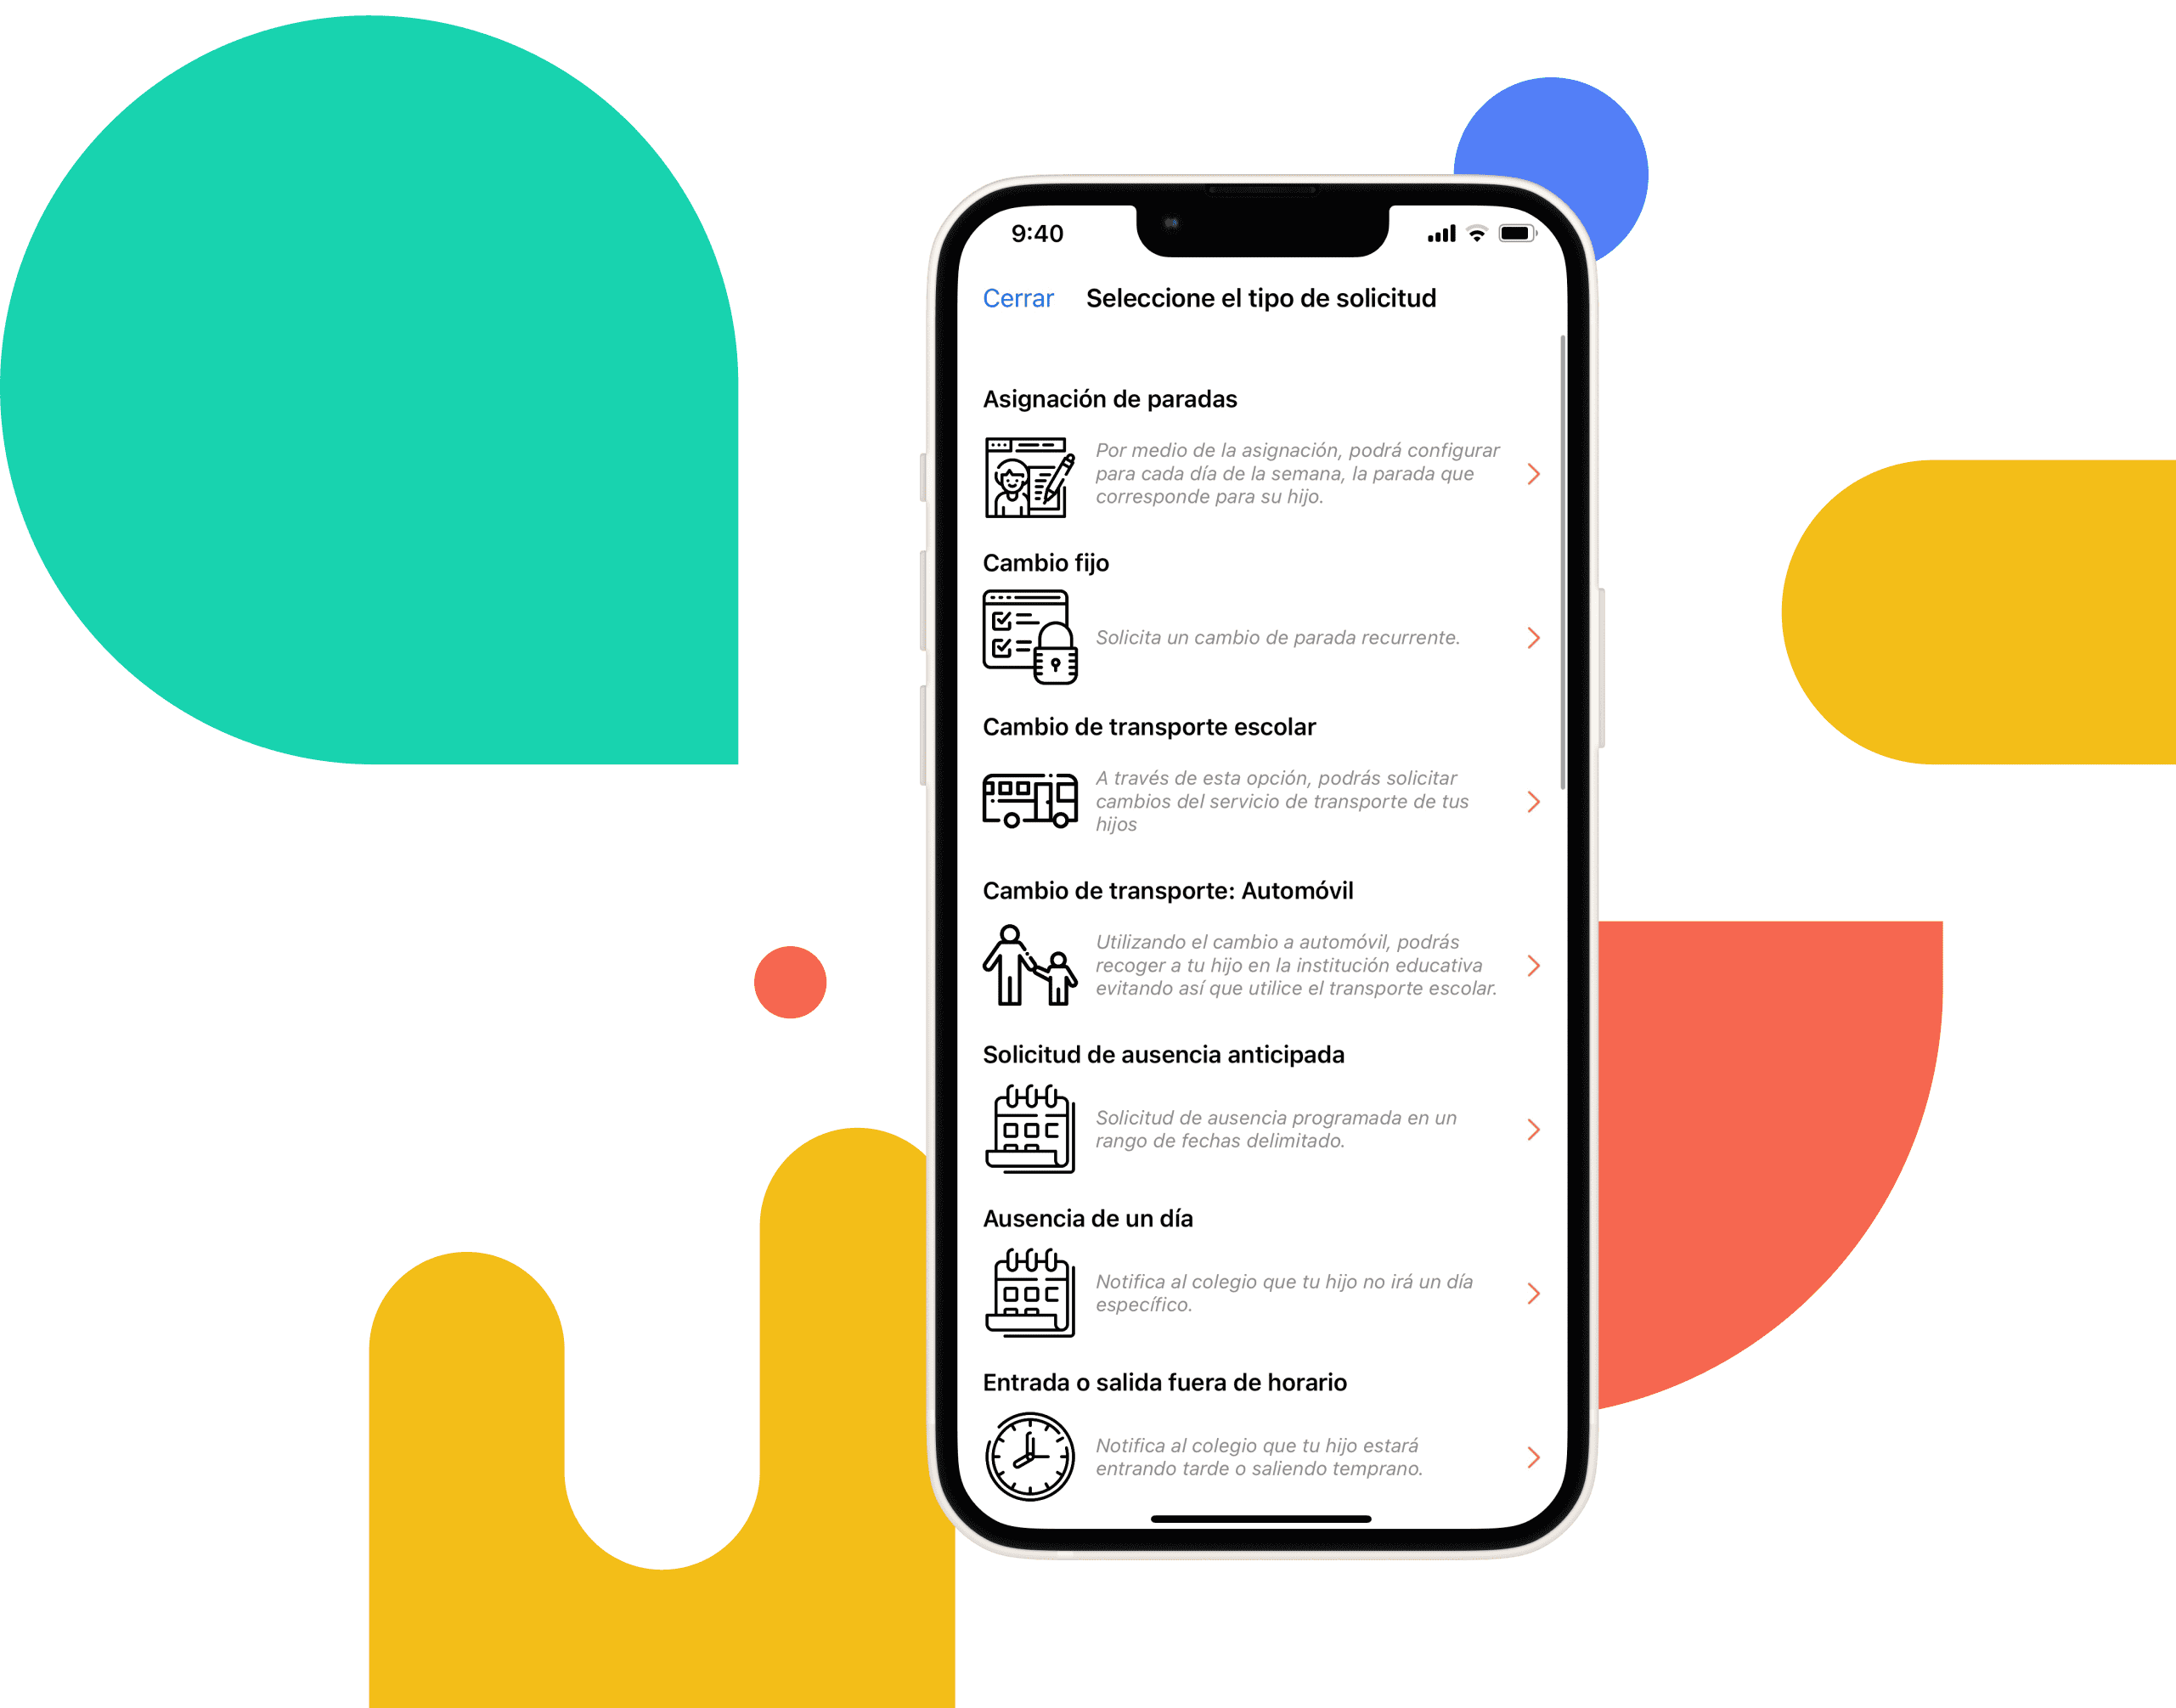 9:40
Cerrar Seleccione el tipo de solicitud
Asignación de paradas
Por medio de la asignación, podrá configurar
para cada día de la semana, la parada que
corresponde para su hijo.
Cambio fijo
Solicita un cambio de parada recurrente.
Cambio de transporte escolar
A través de esta opción, podrás solicitar
cambios del servicio de transporte de tus
hijos
Cambio de transporte: Automóvil
Utilizando el cambio a automóvil, podrás
recoger a tu hijo en la institución educativa
evitando así que utilice el transporte escolar.
Solicitud de ausencia anticipada
Solicitud de ausencia programada en un
rango de fechas delimitado.
Ausencia de un día
Notifica al colegio que tu hijo no irá un día
específico.
Entrada o salida fuera de horario
Notifica al colegio que tu hijo estará
entrando tarde o saliendo temprano.